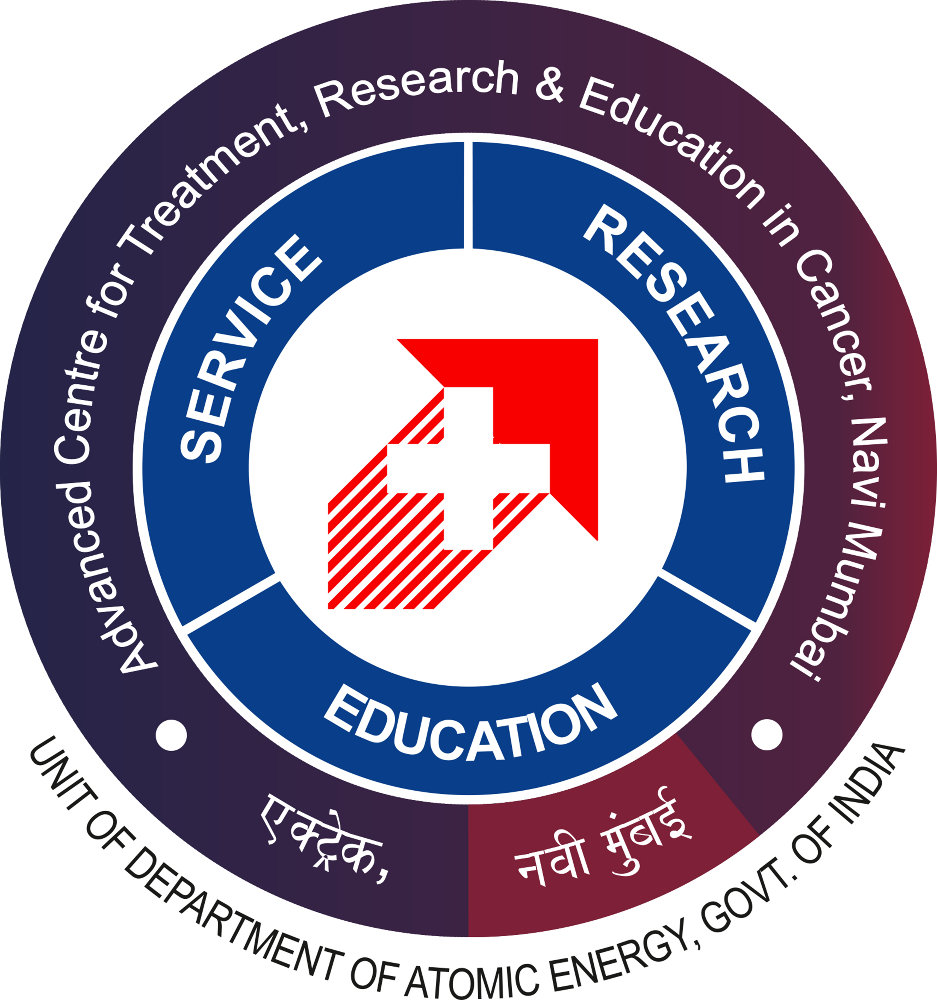 Advanced Centre for Treatment, Research & Education in Cancer, Navi Mumbai
SERVICE
RESEARCH
EDUCATION
एक्ट्रेक, नवी मुंबई
UNIT OF DEPARTMENT OF ATOMIC ENERGY, GOVT. OF INDIA